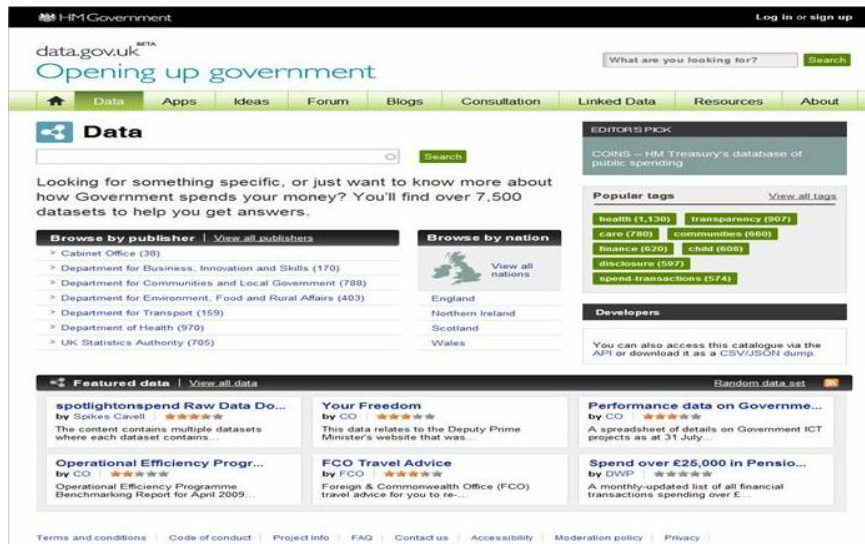 HM Government
Log in or sign up
data.gov.uk BETA
Opening up government
What are you looking for?
Search
Data
Apps
Ideas
Forum
Blogs
Consultation
Linked Data
Resources
About
Data
Search
Looking for something specific, or just want to know more about
how Government spends your money? You'll find over 7,500
datasets to help you get answers.
Browse by publisher | View all publishers
> Cabinet Office (38)
> Department for Business, Innovation and Skills (170)
> Department for Communities and Local Government (788)
> Department for Environment, Food and Rural Affairs (403)
> Department for Transport (159)
> Department of Health (970)
> UK Statistics Authority (705)
Browse by nation
View all
nations
England
Northern Ireland
Scotland
Wales
EDITOR'S PICK
COINS -- HM Treasury's database of
public spending
Popular tags
View all tags
health (1,130) transparency (907)
care (780) communities (660)
finance (620) child (608)
disclosure (597)
spend-transactions (574)
Developers
You can also access this catalogue via the
API or download it as a CSV/JSON dump.
Featured data | View all data
Random data set
spotlightonspend Raw Data Do...
by Spikes Cavell
The content contains multiple datasets
where each dataset contains...
Your Freedom
by CO
This data relates to the Deputy Prime
Minister's website that was...
Performance data on Governme...
by CO
A spreadsheet of details on Government ICT
projects as at 31 July...
Operational Efficiency Progr...
by CO
Operational Efficiency Programme
Benchmarking Report for April 2009...
FCO Travel Advice
by FCO
Foreign & Commonwealth Office (FCO)
travel advice for you to re-...
Spend over £25,000 in Pensio...
by DWP
A monthly-updated list of all financial
transactions spending over £...
Terms and conditions
Code of conduct
Project Info
FAQ
Contact us
Accessibility
Moderation policy
Privacy